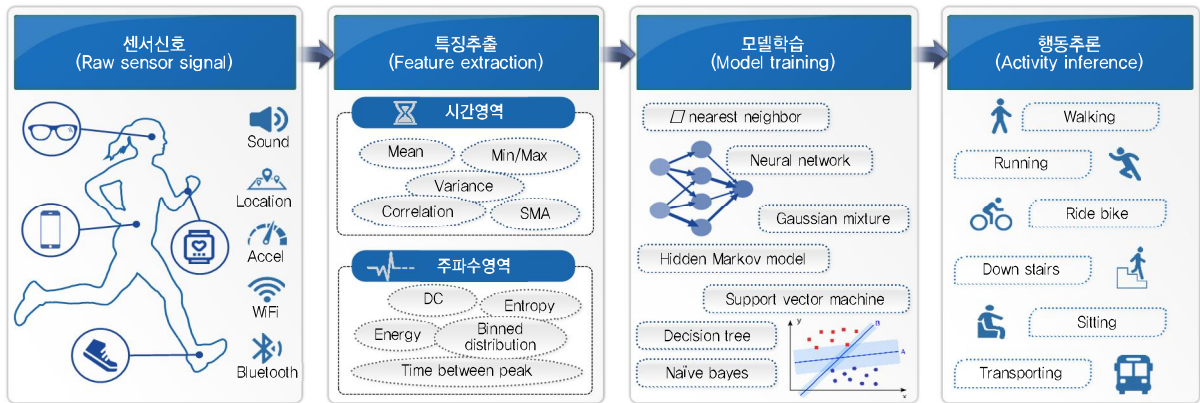 센서신호
(Raw sensor signal)
Sound
Location
Accel
WiFi
Bluetooth
특징추출
(Feature extraction)
시간영역
Mean
Min/Max
Variance
Correlation
SMA
주파수영역
DC
Entropy
Energy
Binned
distribution
Time between peak
모델학습
(Model training)
nearest neighbor
Neural network
Gaussian mixture
Hidden Markov model
Support vector machine
Decision tree
Naïve bayes
y
B
A
x
행동추론
(Activity inference)
Walking
Running
Ride bike
Down stairs
Sitting
Transporting